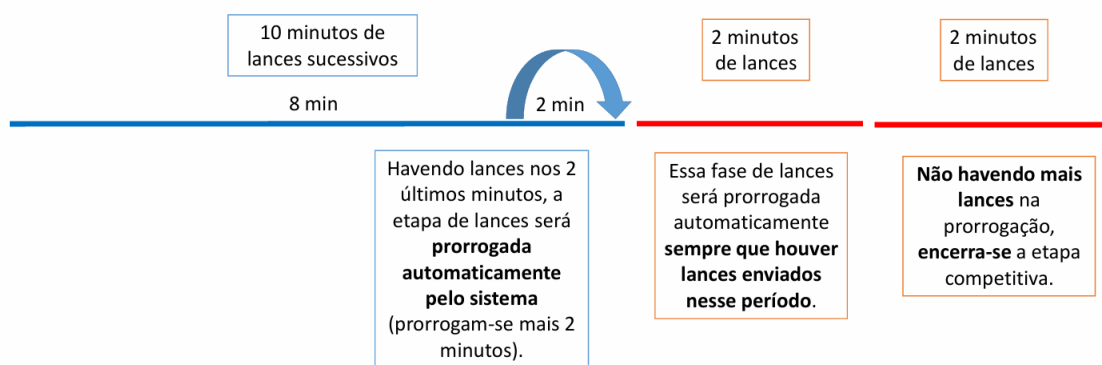 10 minutos de
lances sucessivos
8 min
2 min
2 minutos
de lances
2 minutos
de lances
Havendo lances nos 2
últimos minutos, a
etapa de lances será
prorrogada
automaticamente
pelo sistema
(prorrogam-se mais 2
minutos).
Essa fase de lances
será prorrogada
automaticamente
sempre que houver
lances enviados
nesse período.
Não havendo mais
lances na
prorrogação,
encerra-se a etapa
competitiva.